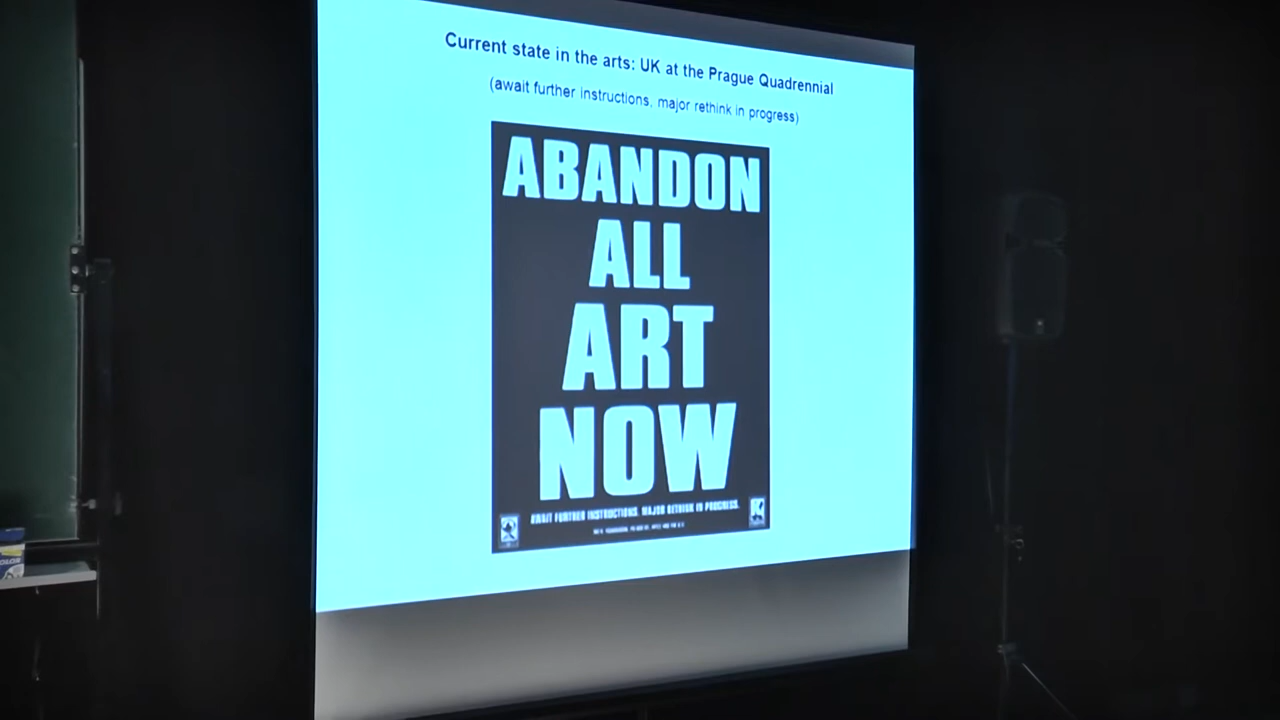 Current state in the arts: UK at the Prague Quadrennial
(await further instructions, major rethink in progress)
ABANDON
ALL
ART
NOW
AWAIT FURTHER INSTRUCTIONS. MAJOR RETHINK IN PROGRESS.